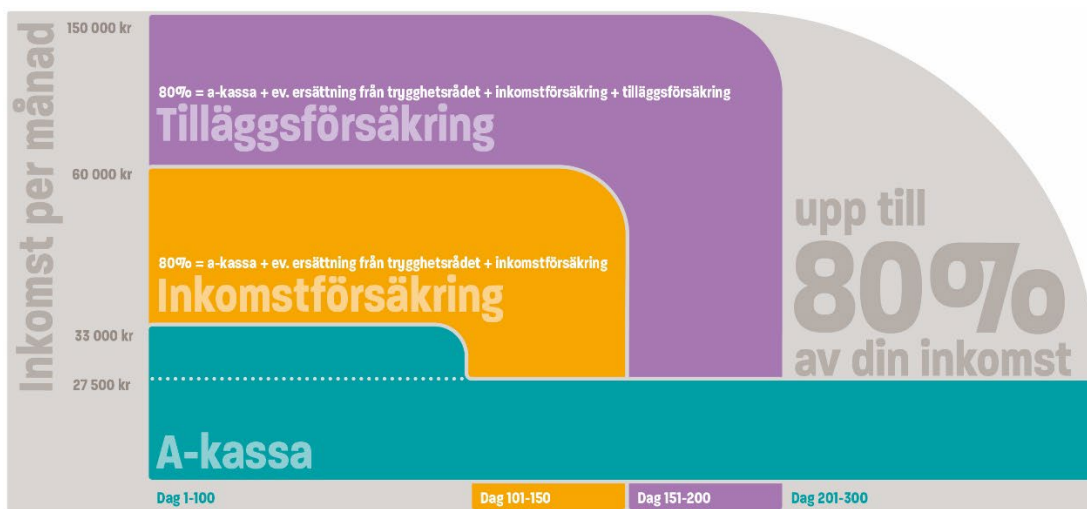 Inkomst per månad
150 000 kr
80% = a-kassa + ev. ersättning från trygghetsrådet + inkomstförsäkring + tilläggsförsäkring
Tilläggsförsäkring
60 000 kr
80% = a-kassa + ev. ersättning från trygghetsrådet + inkomstförsäkring
Inkomstförsäkring
33 000 kr
27 500 kr
A-kassa
upp till
80%
av din inkomst
Dag 1-100
Dag 101-150
Dag 151-200
Dag 201-300